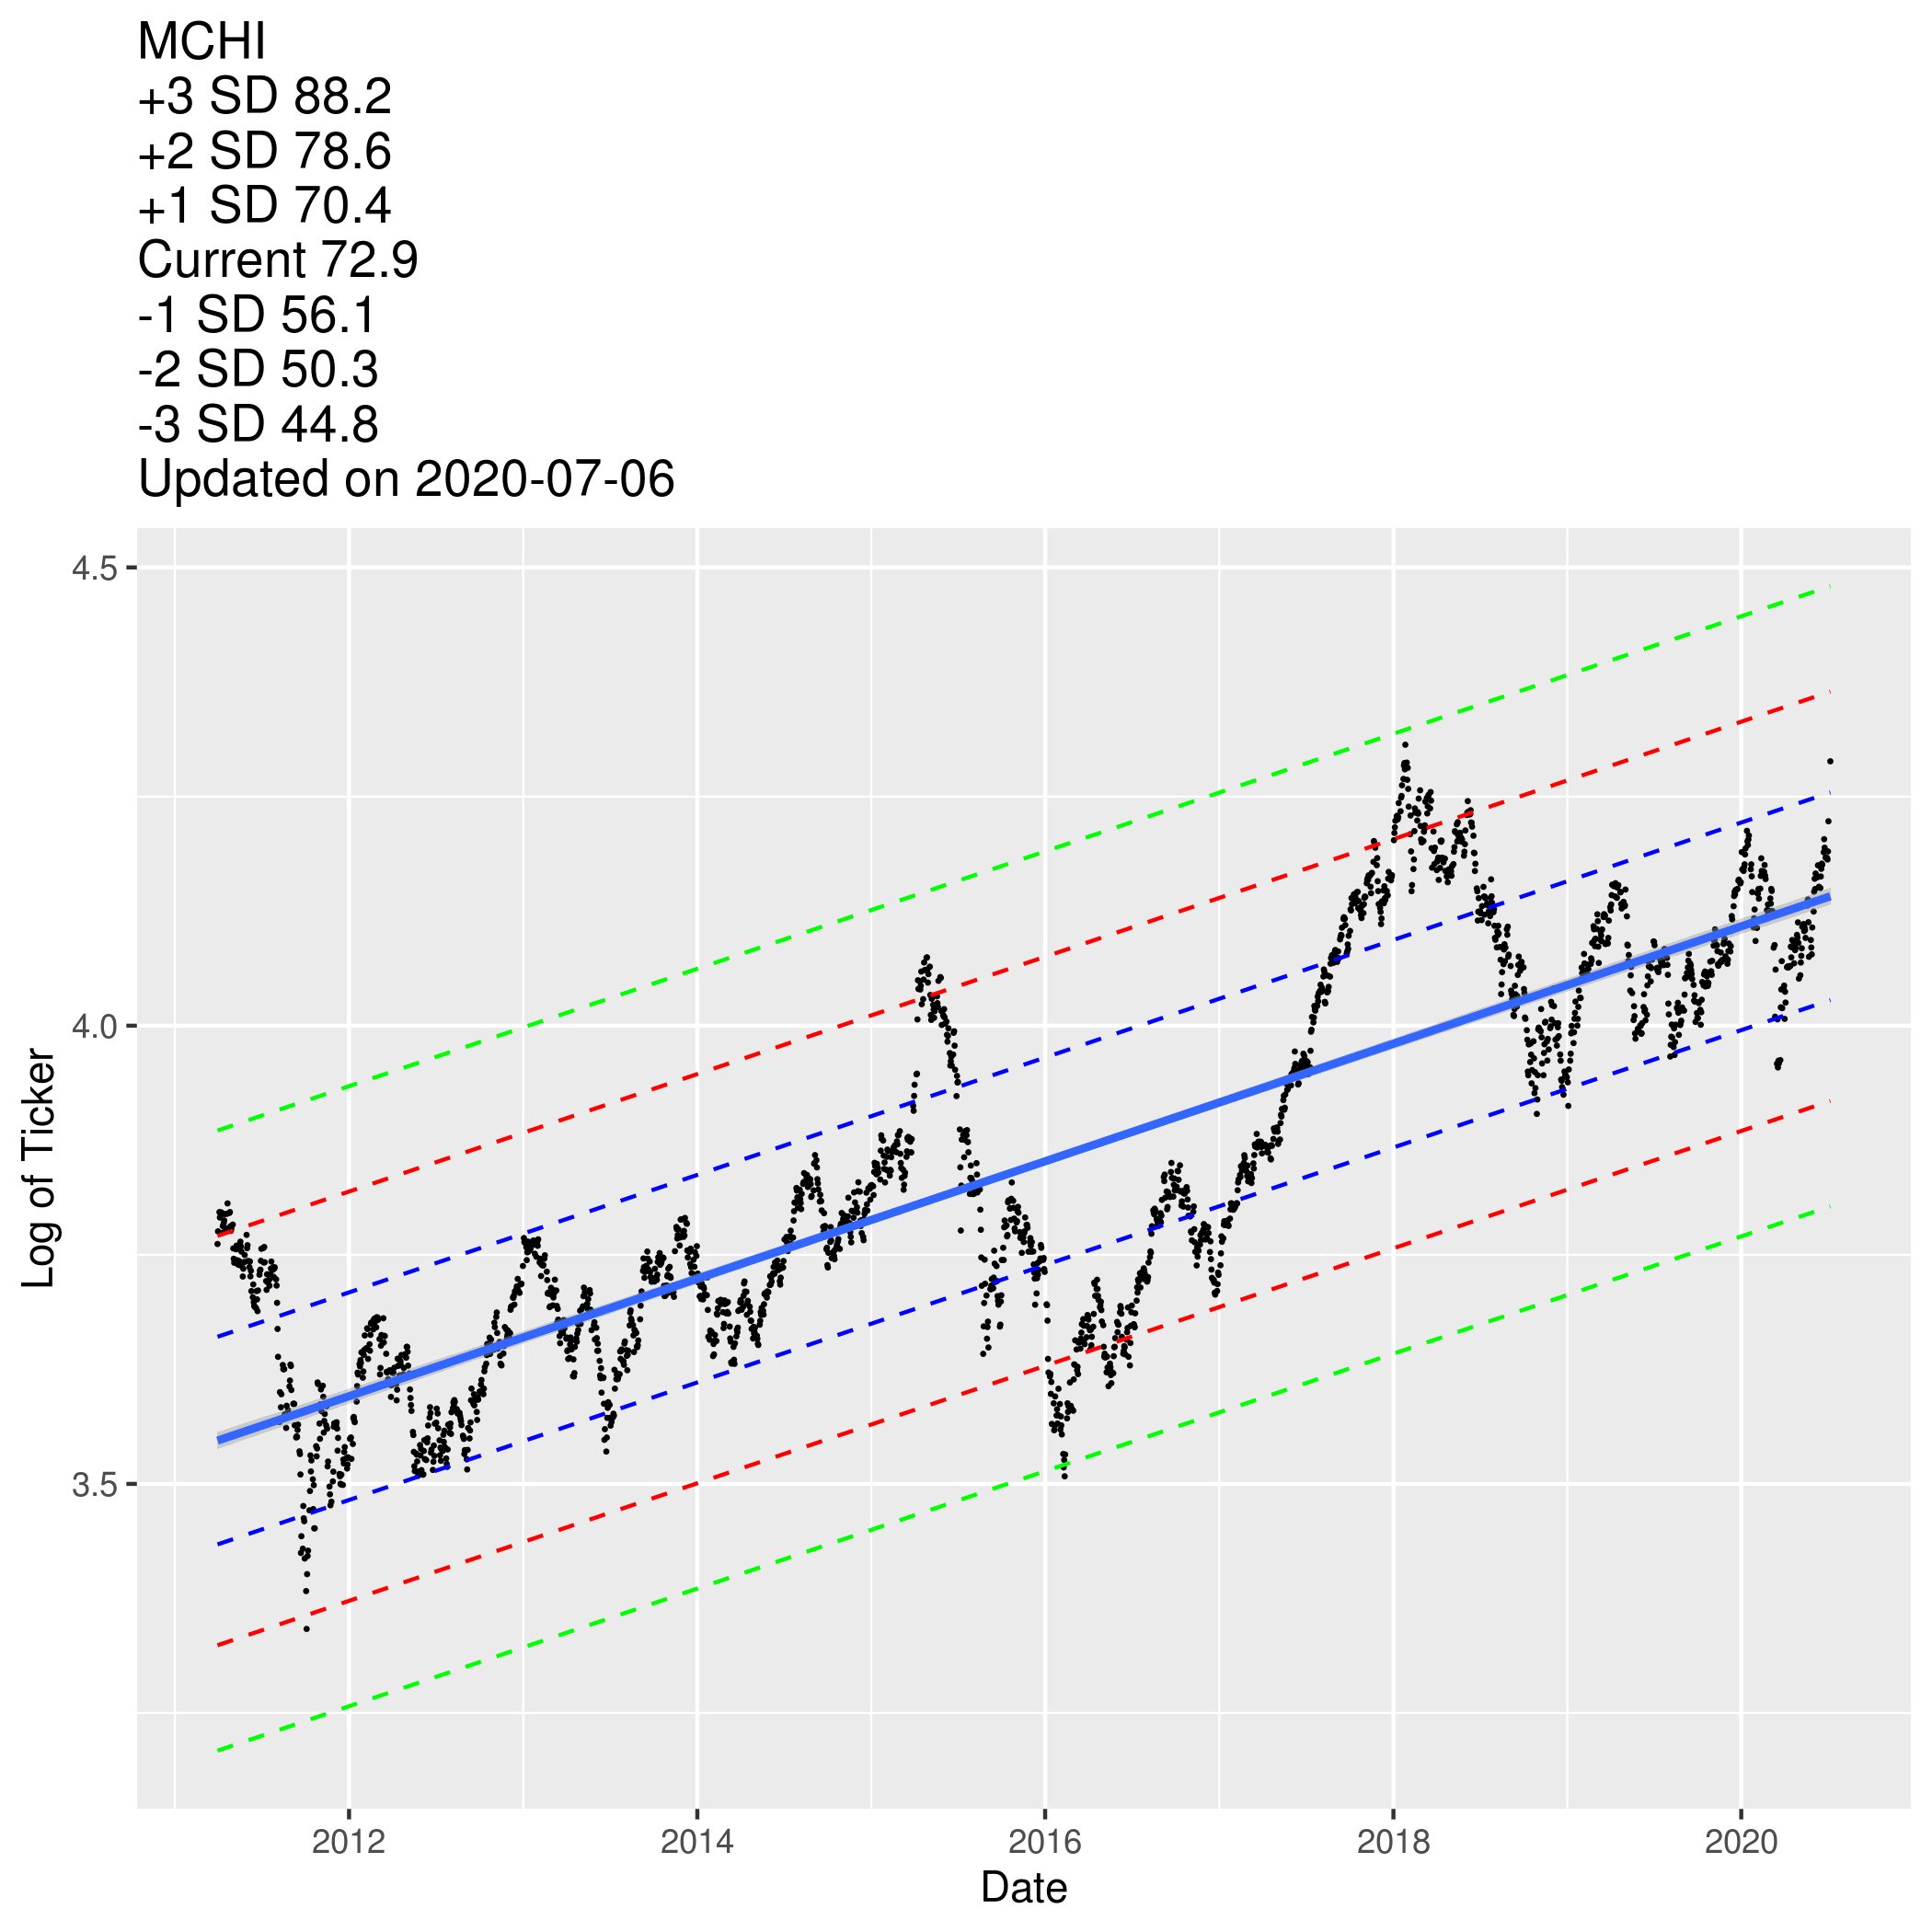 MCHI
+3 SD 88.2
+2 SD 78.6
+1 SD 70.4
Current 72.9
-1 SD 56.1
-2 SD 50.3
-3 SD 44.8
Updated on 2020-07-06
4.5
4.0
3.5
Log of Ticker
2012 2014 2016 2018 2020
Date